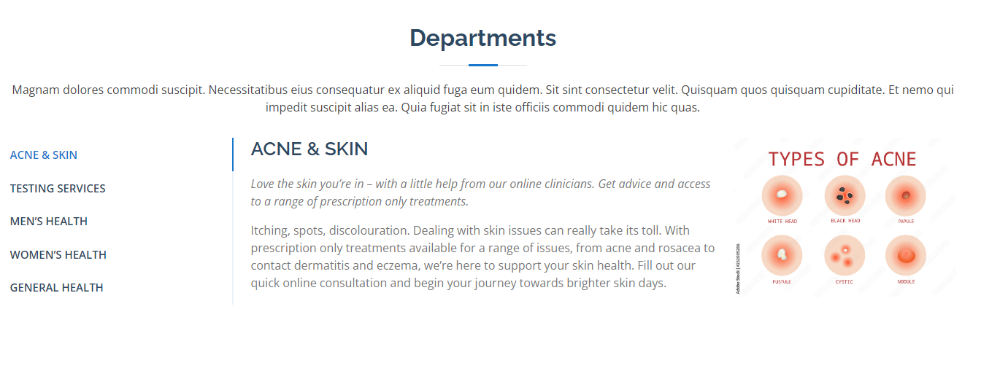 Departments
Magnam dolores commodi suscipit. Necessitatibus eius consequatur ex aliquid fuga eum quidem. Sit sint consectetur velit. Quisquam quos quisquam cupiditate. Et nemo qui
impedit suscipit alias ea. Quia fugiat sit in iste officiis commodi quidem hic quas.
ACNE & SKIN
TESTING SERVICES
MEN’S HEALTH
WOMEN’S HEALTH
GENERAL HEALTH
ACNE & SKIN
Love the skin you’re in – with a little help from our online clinicians. Get advice and access
to a range of prescription only treatments.
Itching, spots, discolouration. Dealing with skin issues can really take its toll. With
prescription only treatments available for a range of issues, from acne and rosacea to
contact dermatitis and eczema, we’re here to support your skin health. Fill out our
quick online consultation and begin your journey towards brighter skin days.
TYPES OF ACNE
WHITE HEAD
BLACK HEAD
PAPULE
PUSTULE
CYSTIC
NODULE